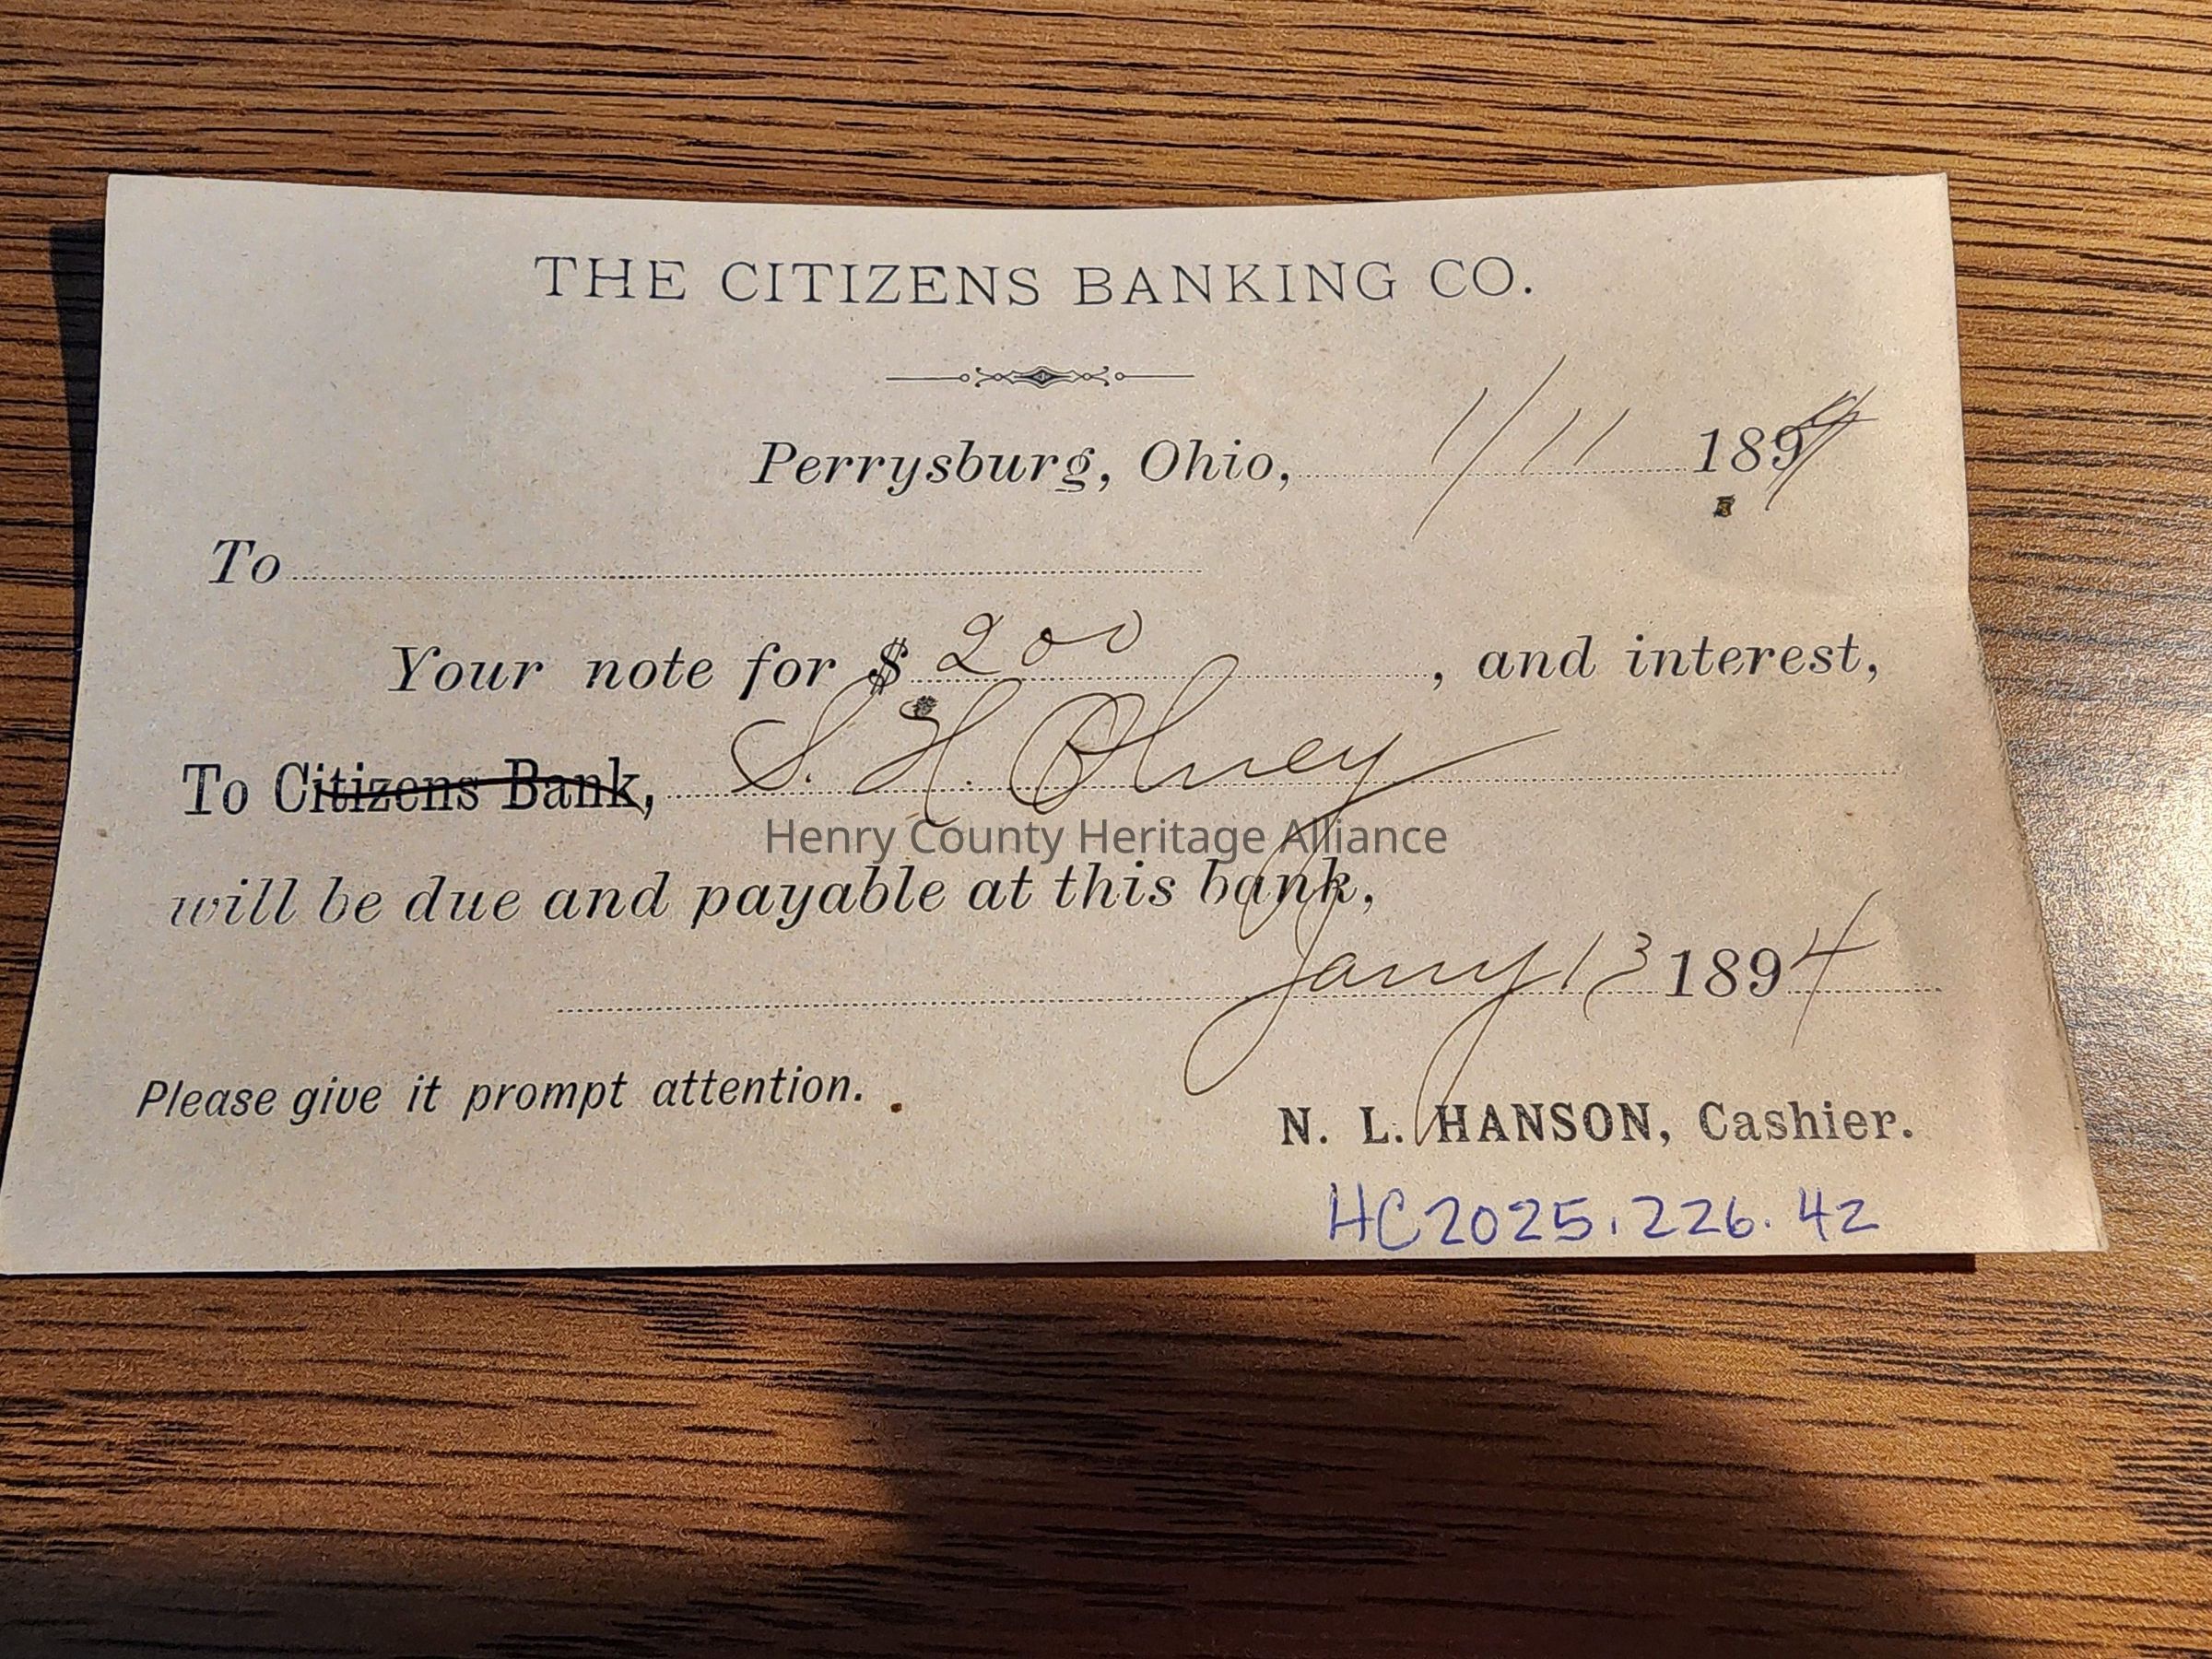 THE CITIZENS BANKING CO.
Perrysburg, Ohio, 1/11 1894
To
Your note for $ 200, and interest,
To Citizens Bank, S. H. Olney
Henry County Heritage Alliance
will be due and payable at this bank,
Jany 13 1894
Please give it prompt attention.
N. L. HANSON, Cashier.
HC2025.226.42